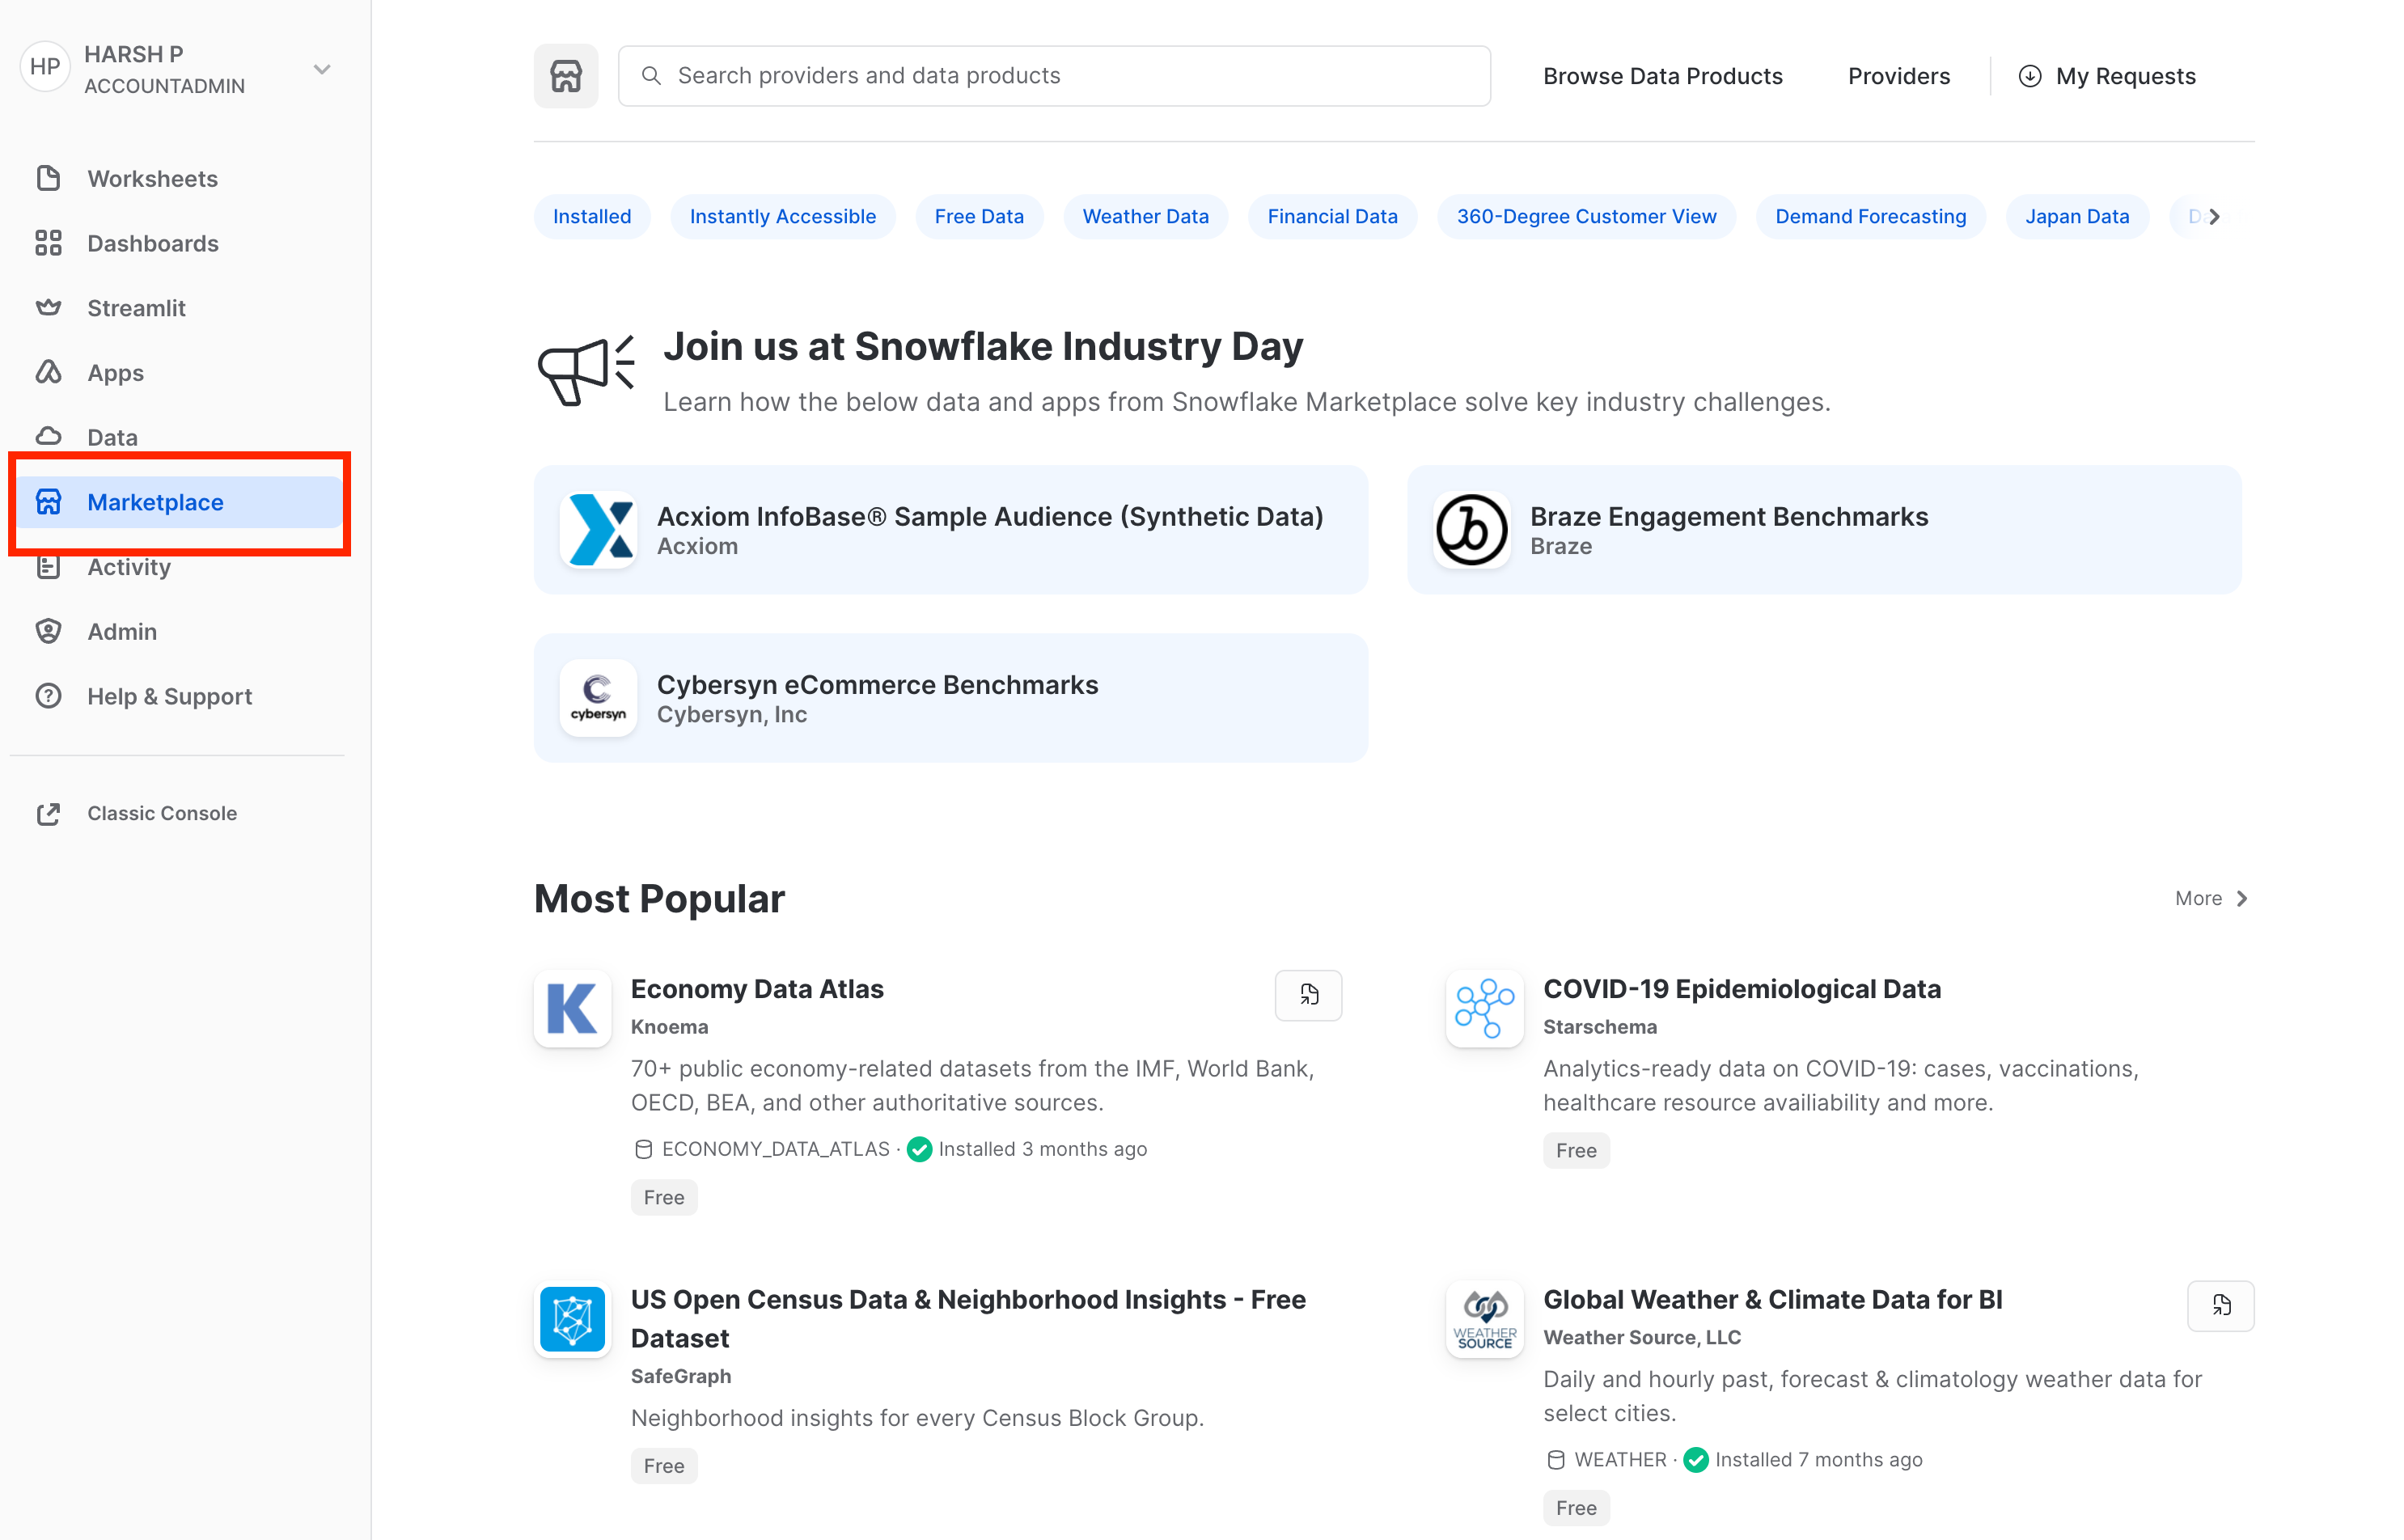 HP
HARSH P
ACCOUNTADMIN
Worksheets
Dashboards
Streamlit
Apps
Data
Marketplace
Activity
Admin
Help & Support
Classic Console
Search providers and data products
Browse Data Products
Providers
My Requests
Installed
Instantly Accessible
Free Data
Weather Data
Financial Data
360-Degree Customer View
Demand Forecasting
Japan Data
Join us at Snowflake Industry Day
Learn how the below data and apps from Snowflake Marketplace solve key industry challenges.
Acxiom InfoBase® Sample Audience (Synthetic Data)
Acxiom
Braze Engagement Benchmarks
Braze
cybersyn
Cybersyn eCommerce Benchmarks
Cybersyn, Inc
Most Popular
More
Economy Data Atlas
Knoema
70+ public economy-related datasets from the IMF, World Bank,
OECD, BEA, and other authoritative sources.
ECONOMY_DATA_ATLAS · Installed 3 months ago
Free
COVID-19 Epidemiological Data
Starschema
Analytics-ready data on COVID-19: cases, vaccinations,
healthcare resource availiability and more.
Free
US Open Census Data & Neighborhood Insights - Free
Dataset
SafeGraph
Neighborhood insights for every Census Block Group.
Free
WEATHER
SOURCE
Global Weather & Climate Data for BI
Weather Source, LLC
Daily and hourly past, forecast & climatology weather data for
select cities.
WEATHER · Installed 7 months ago
Free